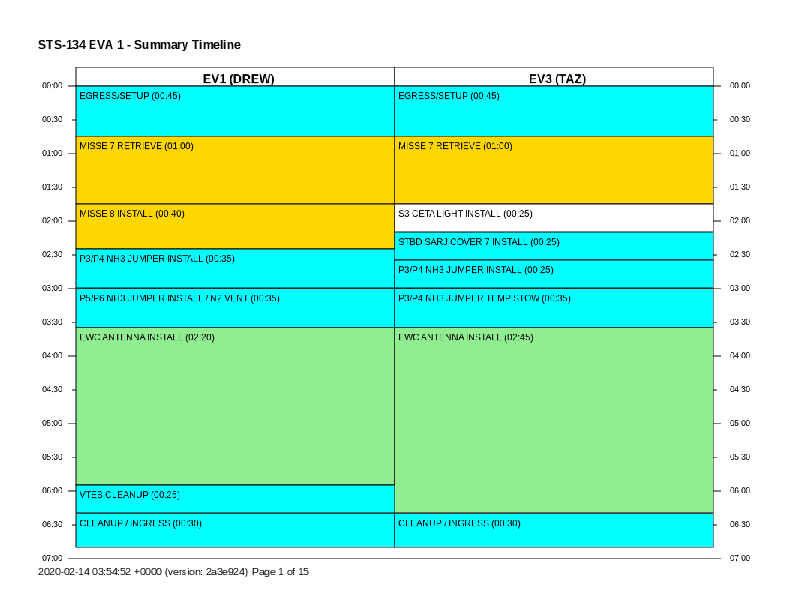 STS-134 EVA 1 - Summary Timeline
EV1 (DREW) EV3 (TAZ)
00:00 EGRESS/SETUP (00:45) EGRESS/SETUP (00:45) 00:00
00:30 00:30
MISSE 7 RETRIEVE (01:00) MISSE 7 RETRIEVE (01:00)
01:00 01:00
01:30 01:30
MISSE 8 INSTALL (00:40) S3 CETA LIGHT INSTALL (00:25)
02:00 02:00
STBD SARJ COVER 7 INSTALL (00:25)
02:30 02:30
P3/P4 NH3 JUMPER INSTALL (00:35) P3/P4 NH3 JUMPER INSTALL (00:25)
03:00 03:00
P5/P6 NH3 JUMPER INSTALL / N2 VENT (00:35) P3/P4 NH3 JUMPER TEMP STOW (00:35)
03:30 03:30
EWC ANTENNA INSTALL (02:20) EWC ANTENNA INSTALL (02:45)
04:00 04:00
04:30 04:30
05:00 05:00
05:30 05:30
06:00 VTEB CLEANUP (00:25) 06:00
06:30 CLEANUP / INGRESS (00:30) CLEANUP / INGRESS (00:30) 06:30
07:00 07:00
2020-02-14 03:54:52 +0000 (version: 2a3e924) Page 1 of 15